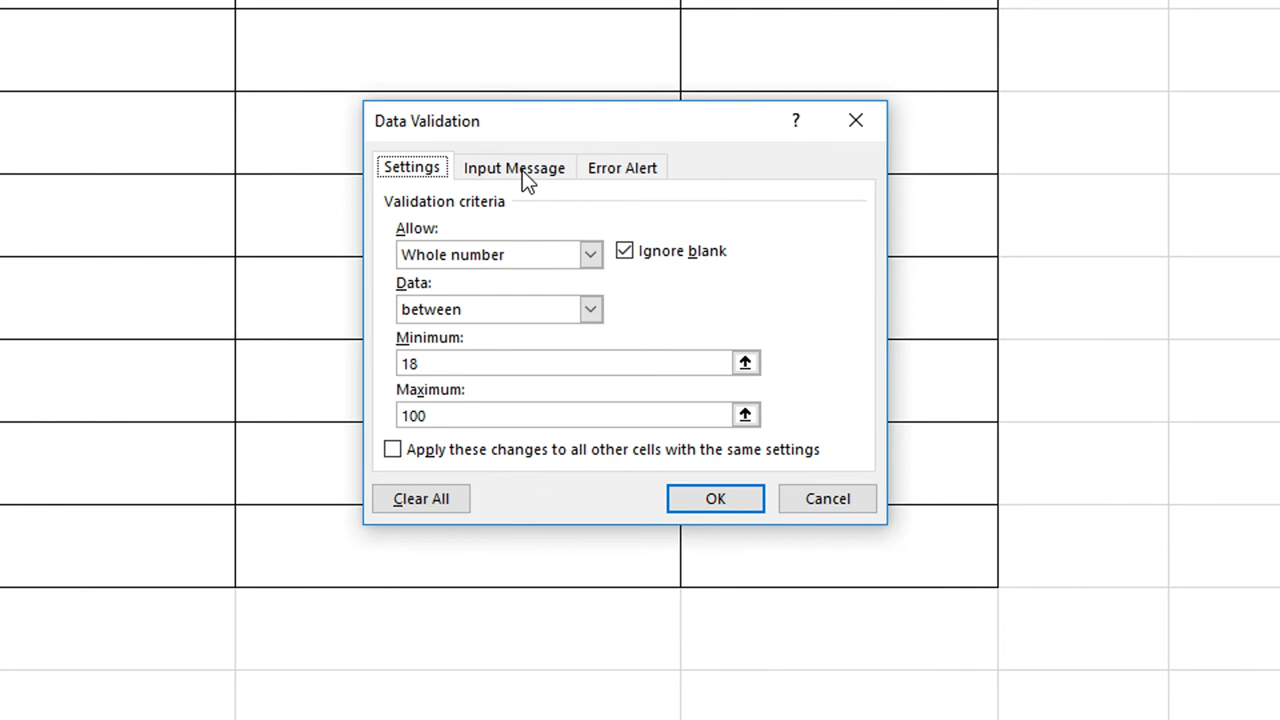 Data Validation
?
Settings Input Message Error Alert
Validation criteria
Allow:
Whole number Ignore blank
Data:
between
Minimum:
18
Maximum:
100
Apply these changes to all other cells with the same settings
Clear All OK Cancel